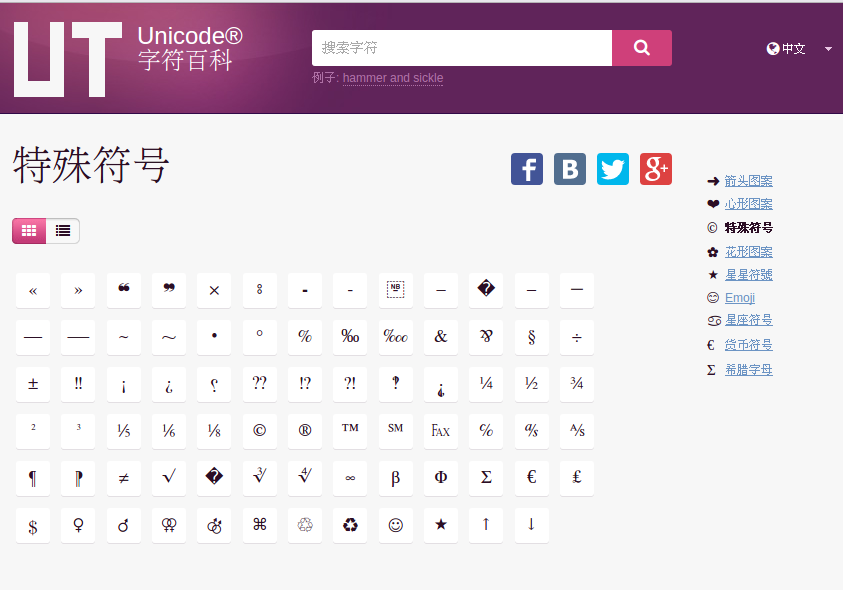 UT
Unicode®
字符百科
搜索字符
例子: hammer and sickle
中文
特殊符号
➜ 箭头图案
❤ 心形图案
© 特殊符号
✿ 花形图案
★ 星星符號
😊 Emoji
♋ 星座符号
€ 货币符号
Σ 希腊字母
« » ❝ ❞ × ⁰⁄₀ - ‐ NB – � – —
― ⸺ ~ 〜 • ° % ‰ ‱ & ⅋ § ÷
± ‼ ¡ ¿ ⸮ ⁇ ⁉ ⁈ ‽ ⸘ ¼ ½ ¾
² ³ ⅕ ⅙ ⅛ © ® ™ ℠ ℻ ℅ ℁ ⅍
¶ ⁋ ≠ √ � ∛ ∜ ∞ β Φ Σ € ₤
$ ♀ ♂ ⚢ ⚣ ⌘ ♲ ♻ ☺ ★ ↑ ↓